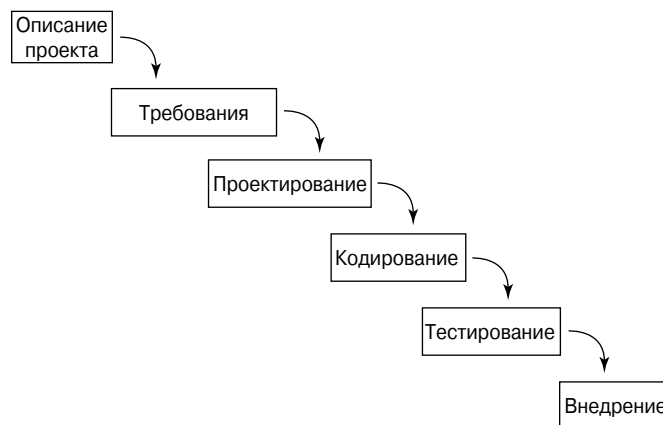 Описание
проекта
Требования
Проектирование
Кодирование
Тестирование
Внедрение